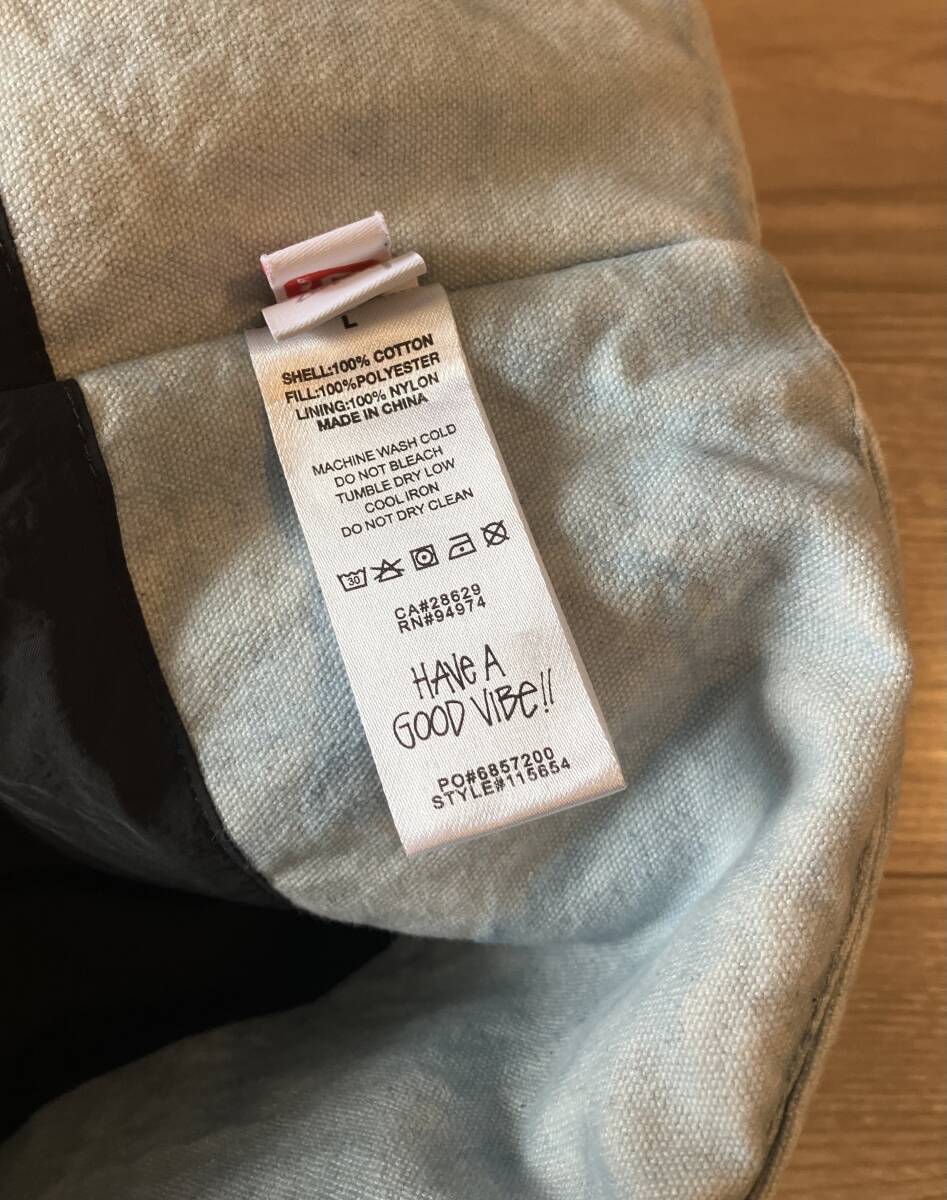 L
SHELL:100% COTTON
FILL:100%POLYESTER
LINING:100% NYLON
MADE IN CHINA
MACHINE WASH COLD
DO NOT BLEACH
TUMBLE DRY LOW
COOL IRON
DO NOT DRY CLEAN
30
CA#28629
RN#94974
HAVE A
GOOD VIBE!!
PO#6857200
STYLE#115654